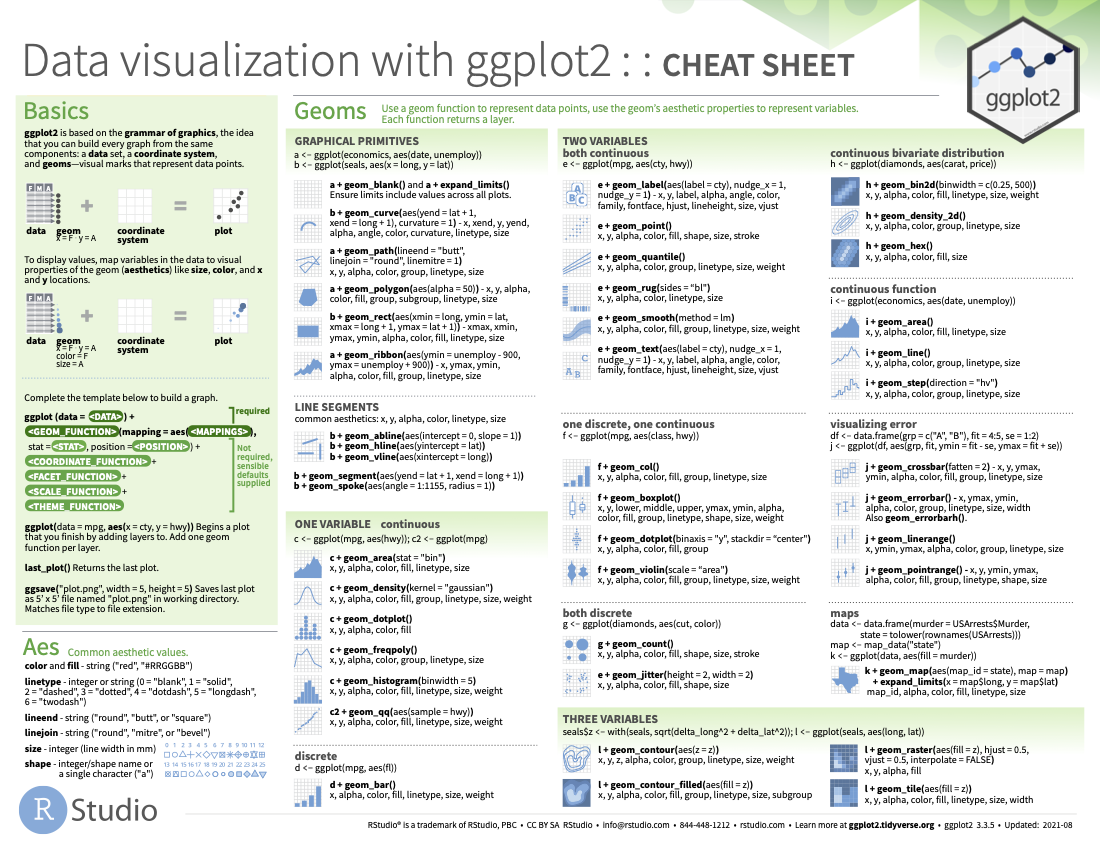 Data visualization with ggplot2 : : CHEAT SHEET
ggplot2
Basics
ggplot2 is based on the grammar of graphics, the idea
that you can build every graph from the same
components: a data set, a coordinate system,
and geoms—visual marks that represent data points.
F M A
data
geom
x = F · y = A
coordinate
system
plot
To display values, map variables in the data to visual
properties of the geom (aesthetics) like size, color, and x
and y locations.
F M A
data
geom
x = F · y = A
color = F
size = A
coordinate
system
plot
Complete the template below to build a graph.
ggplot (data = <DATA>) +
<GEOM_FUNCTION>(mapping = aes(<MAPPINGS>),
stat = <STAT>, position = <POSITION>) +
<COORDINATE_FUNCTION> +
<FACET_FUNCTION> +
<SCALE_FUNCTION> +
<THEME_FUNCTION>
required
Not
required,
sensible
defaults
supplied
ggplot(data = mpg, aes(x = cty, y = hwy)) Begins a plot
that you finish by adding layers to. Add one geom
function per layer.
last_plot() Returns the last plot.
ggsave("plot.png", width = 5, height = 5) Saves last plot
as 5' x 5' file named "plot.png" in working directory.
Matches file type to file extension.
Aes Common aesthetic values.
color and fill - string ("red", "#RRGGBB")
linetype - integer or string (0 = "blank", 1 = "solid",
2 = "dashed", 3 = "dotted", 4 = "dotdash", 5 = "longdash",
6 = "twodash")
lineend - string ("round", "butt", or "square")
linejoin - string ("round", "mitre", or "bevel")
size - integer (line width in mm)
shape - integer/shape name or
a single character ("a")
0 1 2 3 4 5 6 7 8 9 10 11 12
13 14 15 16 17 18 19 20 21 22 23 24 25
R Studio
Geoms
Use a geom function to represent data points, use the geom's aesthetic properties to represent variables.
Each function returns a layer.
GRAPHICAL PRIMITIVES
a <- ggplot(economics, aes(date, unemploy))
b <- ggplot(seals, aes(x = long, y = lat))
a + geom_blank() and a + expand_limits()
Ensure limits include values across all plots.
b + geom_curve(aes(yend = lat + 1,
xend = long + 1), curvature = 1) - x, xend, y, yend,
alpha, angle, color, curvature, linetype, size
a + geom_path(lineend = "butt",
linejoin = "round", linemitre = 1)
x, y, alpha, color, group, linetype, size
a + geom_polygon(aes(alpha = 50)) - x, y, alpha,
color, fill, group, subgroup, linetype, size
b + geom_rect(aes(xmin = long, ymin = lat,
xmax = long + 1, ymax = lat + 1)) - xmax, xmin,
ymax, ymin, alpha, color, fill, linetype, size
a + geom_ribbon(aes(ymin = unemploy - 900,
ymax = unemploy + 900)) - x, ymax, ymin,
alpha, color, fill, group, linetype, size
LINE SEGMENTS
common aesthetics: x, y, alpha, color, linetype, size
b + geom_abline(aes(intercept = 0, slope = 1))
b + geom_hline(aes(yintercept = lat))
b + geom_vline(aes(xintercept = long))
b + geom_segment(aes(yend = lat + 1, xend = long + 1))
b + geom_spoke(aes(angle = 1:1155, radius = 1))
ONE VARIABLE continuous
c <- ggplot(mpg, aes(hwy)); c2 <- ggplot(mpg)
c + geom_area(stat = "bin")
x, y, alpha, color, fill, linetype, size
c + geom_density(kernel = "gaussian")
x, y, alpha, color, fill, group, linetype, size, weight
c + geom_dotplot()
x, y, alpha, color, fill
c + geom_freqpoly()
x, y, alpha, color, group, linetype, size
c + geom_histogram(binwidth = 5)
x, y, alpha, color, fill, linetype, size, weight
c2 + geom_qq(aes(sample = hwy))
x, y, alpha, color, fill, linetype, size, weight
discrete
d <- ggplot(mpg, aes(fl))
d + geom_bar()
x, alpha, color, fill, linetype, size, weight
TWO VARIABLES
both continuous
e <- ggplot(mpg, aes(cty, hwy))
e + geom_label(aes(label = cty), nudge_x = 1,
nudge_y = 1) - x, y, label, alpha, angle, color,
family, fontface, hjust, lineheight, size, vjust
e + geom_point()
x, y, alpha, color, fill, shape, size, stroke
e + geom_quantile()
x, y, alpha, color, group, linetype, size, weight
e + geom_rug(sides = "bl")
x, y, alpha, color, linetype, size
e + geom_smooth(method = lm)
x, y, alpha, color, fill, group, linetype, size, weight
e + geom_text(aes(label = cty), nudge_x = 1,
nudge_y = 1) - x, y, label, alpha, angle, color,
family, fontface, hjust, lineheight, size, vjust
one discrete, one continuous
f <- ggplot(mpg, aes(class, hwy))
f + geom_col()
x, y, alpha, color, fill, group, linetype, size
f + geom_boxplot()
x, y, lower, middle, upper, ymax, ymin, alpha,
color, fill, group, linetype, shape, size, weight
f + geom_dotplot(binaxis = "y", stackdir = "center")
x, y, alpha, color, fill, group
f + geom_violin(scale = "area")
x, y, alpha, color, fill, group, linetype, size, weight
both discrete
g <- ggplot(diamonds, aes(cut, color))
g + geom_count()
x, y, alpha, color, fill, shape, size, stroke
e + geom_jitter(height = 2, width = 2)
x, y, alpha, color, fill, shape, size
continuous bivariate distribution
h <- ggplot(diamonds, aes(carat, price))
h + geom_bin2d(binwidth = c(0.25, 500))
x, y, alpha, color, fill, linetype, size, weight
h + geom_density_2d()
x, y, alpha, color, group, linetype, size
h + geom_hex()
x, y, alpha, color, fill, size
continuous function
i <- ggplot(economics, aes(date, unemploy))
i + geom_area()
x, y, alpha, color, fill, linetype, size
i + geom_line()
x, y, alpha, color, group, linetype, size
i + geom_step(direction = "hv")
x, y, alpha, color, group, linetype, size
visualizing error
df <- data.frame(grp = c("A", "B"), fit = 4:5, se = 1:2)
j <- ggplot(df, aes(grp, fit, ymin = fit - se, ymax = fit + se))
j + geom_crossbar(fatten = 2) - x, y, ymax,
ymin, alpha, color, fill, group, linetype, size
j + geom_errorbar() - x, ymax, ymin,
alpha, color, group, linetype, size, width
Also geom_errorbarh().
j + geom_linerange()
x, ymin, ymax, alpha, color, group, linetype, size
j + geom_pointrange() - x, y, ymin, ymax,
alpha, color, fill, group, linetype, shape, size
maps
data <- data.frame(murder = USArrests$Murder,
state = tolower(rownames(USArrests)))
map <- map_data("state")
k <- ggplot(data, aes(fill = murder))
k + geom_map(aes(map_id = state), map = map)
+ expand_limits(x = map$long, y = map$lat)
map_id, alpha, color, fill, linetype, size
THREE VARIABLES
seals$z <- with(seals, sqrt(delta_long^2 + delta_lat^2)); l <- ggplot(seals, aes(long, lat))
l + geom_contour(aes(z = z))
x, y, z, alpha, color, group, linetype, size, weight
l + geom_contour_filled(aes(fill = z))
x, y, alpha, color, fill, group, linetype, size, subgroup
l + geom_raster(aes(fill = z), hjust = 0.5,
vjust = 0.5, interpolate = FALSE)
x, y, alpha, fill
l + geom_tile(aes(fill = z))
x, y, alpha, color, fill, linetype, size, width
RStudio® is a trademark of RStudio, PBC • CC BY SA RStudio • info@rstudio.com • 844-448-1212 • rstudio.com • Learn more at ggplot2.tidyverse.org • ggplot2 3.3.5 • Updated: 2021-08